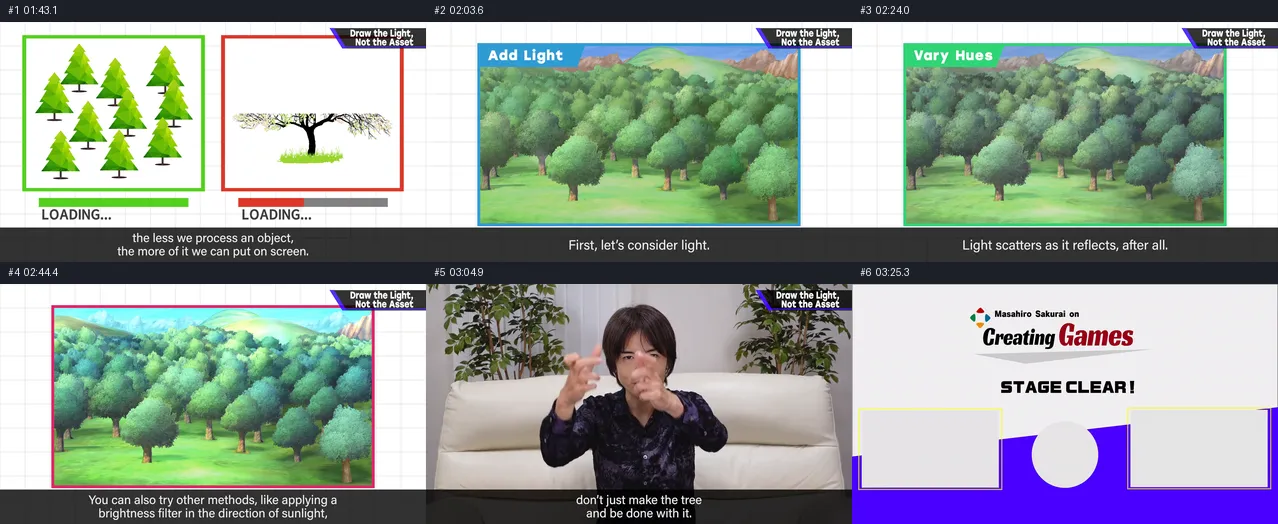 #1 01:43.1
Draw the Light,
Not the Asset
LOADING...
LOADING...
the less we process an object,
the more of it we can put on screen.
#2 02:03.6
Draw the Light,
Not the Asset
Add Light
First, let's consider light.
#3 02:24.0
Draw the Light,
Not the Asset
Vary Hues
Light scatters as it reflects, after all.
#4 02:44.4
Draw the Light,
Not the Asset
You can also try other methods, like applying a
brightness filter in the direction of sunlight,
#5 03:04.9
Draw the Light,
Not the Asset
don't just make the tree
and be done with it.
#6 03:25.3
Masahiro Sakurai on
Creating Games
STAGE CLEAR!